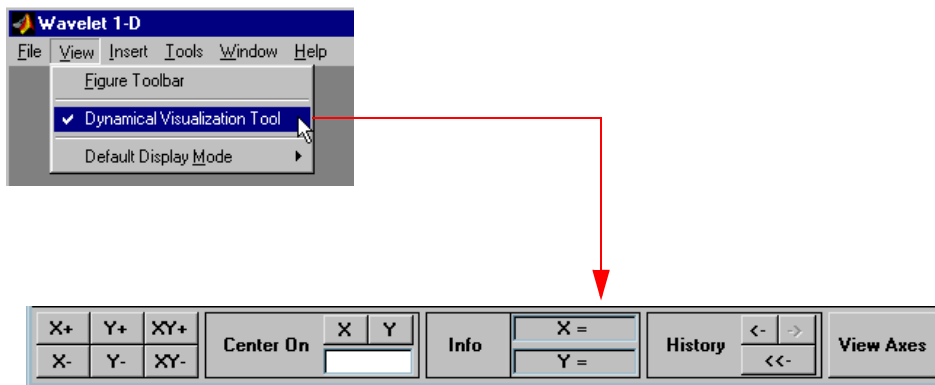 Wavelet 1-D
File View Insert Tools Window Help
Figure Toolbar
Dynamical Visualization Tool
Default Display Mode
X+ Y+ XY+ Center On X Y Info X = History <- -> View Axes
X- Y- XY- Y = <<-